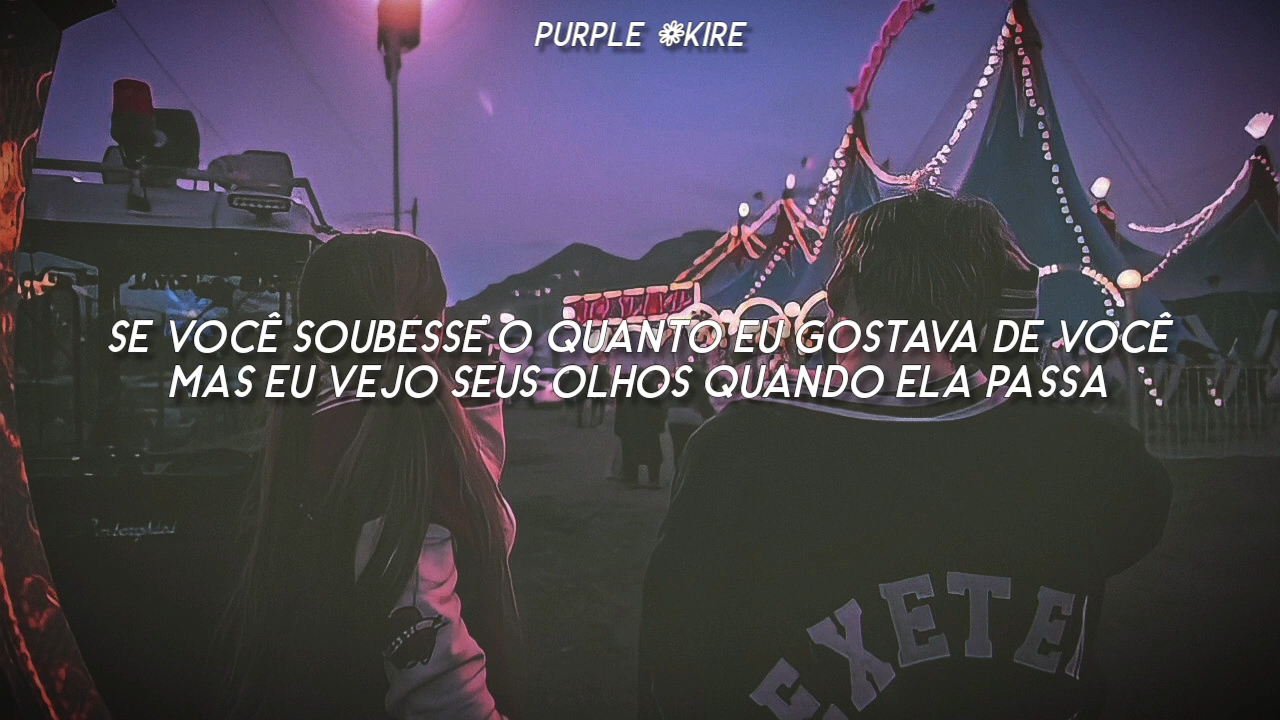 PURPLE ❁KIRE
SE VOCÊ SOUBESSE O QUANTO EU GOSTAVA DE VOCÊ
MAS EU VEJO SEUS OLHOS QUANDO ELA PASSA
EXETE